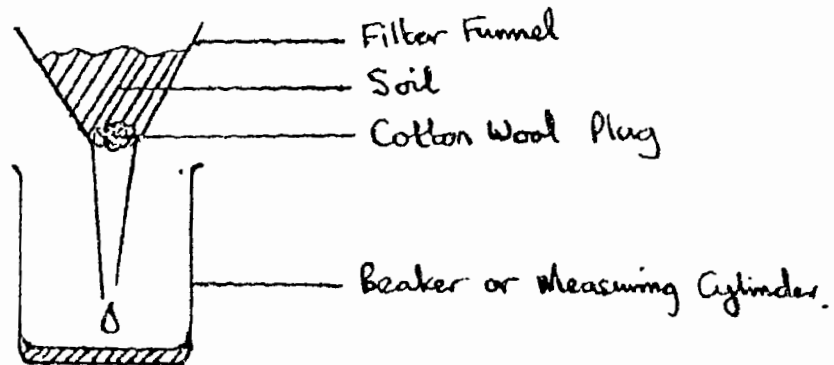 Filter Funnel
Soil
Cotton Wool Plug
Beaker or Measuring Cylinder.